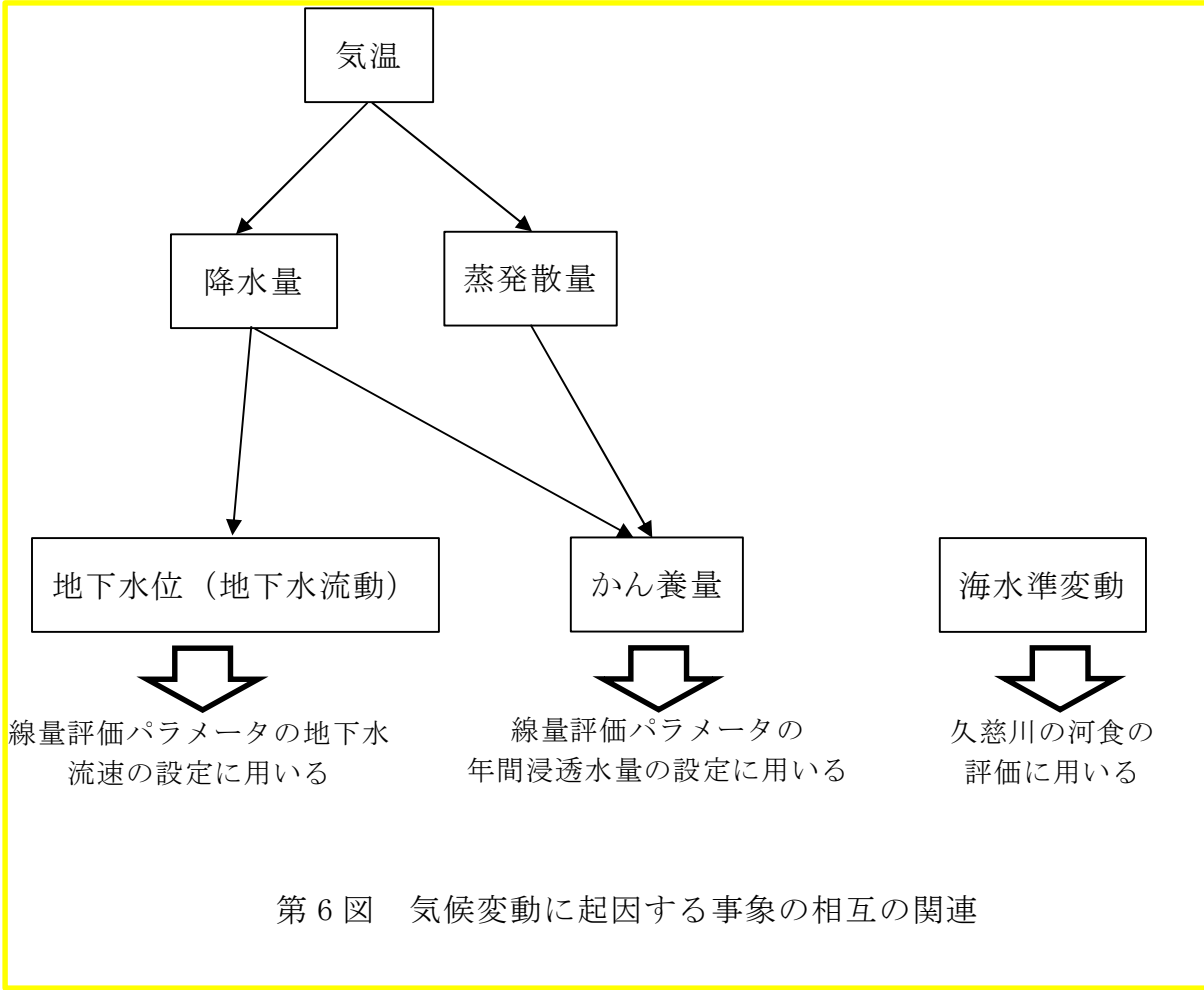 気温
降水量
蒸発散量
地下水位（地下水流動）
かん養量
海水準変動
線量評価パラメータの地下水
流速の設定に用いる
線量評価パラメータの
年間浸透水量の設定に用いる
久慈川の河食の
評価に用いる
第６図　気候変動に起因する事象の相互の関連